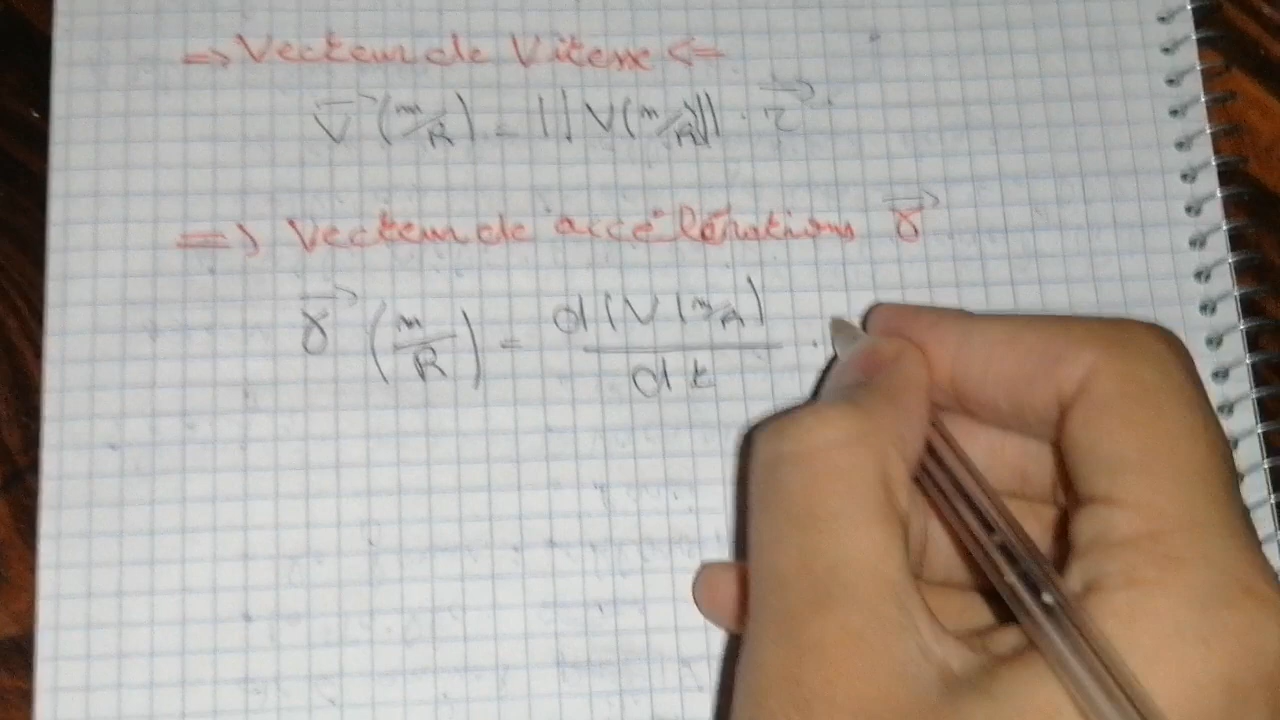 => Vecteur de Vitesse <=
V⃗ (m/R) = ||V(m/R)|| . τ⃗.
=> Vecteur de accélérations γ⃗
γ⃗ (m/R) = d(V(m/R)) / dt .